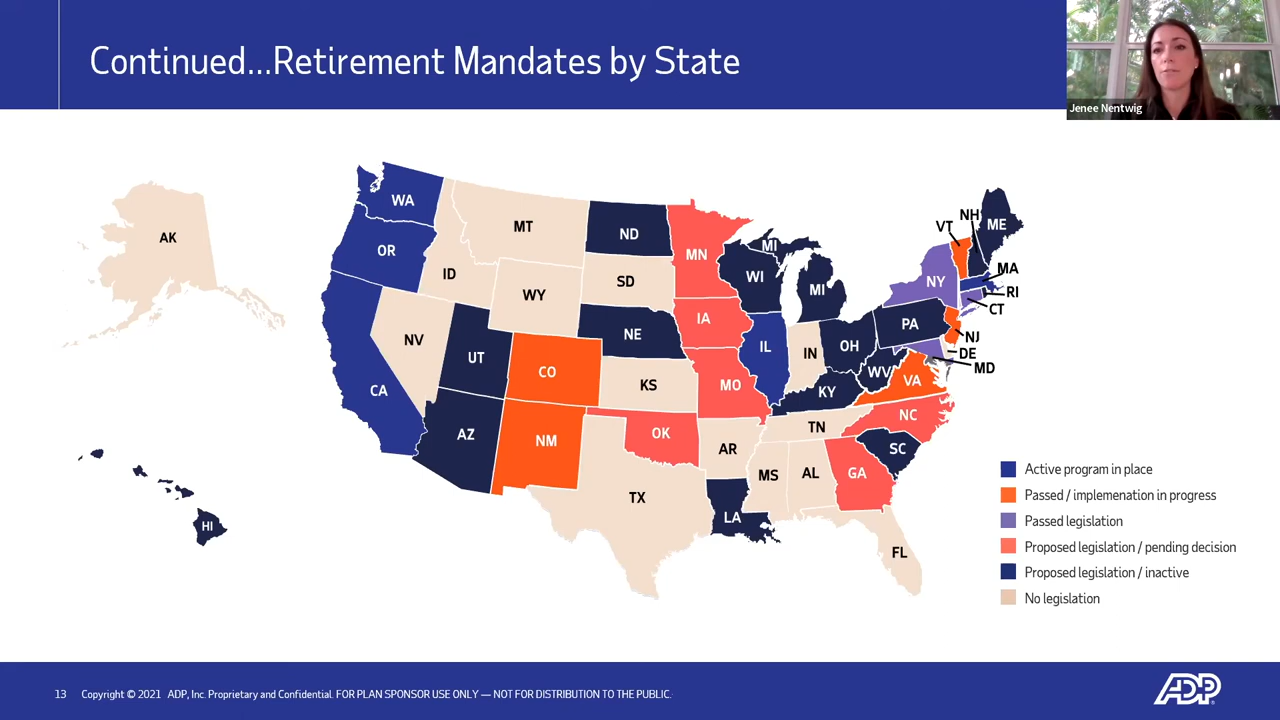 Continued...Retirement Mandates by State
Jenee Nentwig
AK
WA
OR
CA
NV
ID
MT
WY
UT
AZ
CO
NM
ND
SD
NE
KS
OK
TX
MN
IA
MO
AR
LA
WI
MI
MI
IL
IN
OH
KY
TN
MS
AL
GA
FL
SC
NC
VA
WV
PA
NY
VT
NH
ME
MA
RI
CT
NJ
DE
MD
HI
Active program in place
Passed / implemenation in progress
Passed legislation
Proposed legislation / pending decision
Proposed legislation / inactive
No legislation
13 Copyright © 2021 ADP, Inc. Proprietary and Confidential. FOR PLAN SPONSOR USE ONLY — NOT FOR DISTRIBUTION TO THE PUBLIC.
ADP